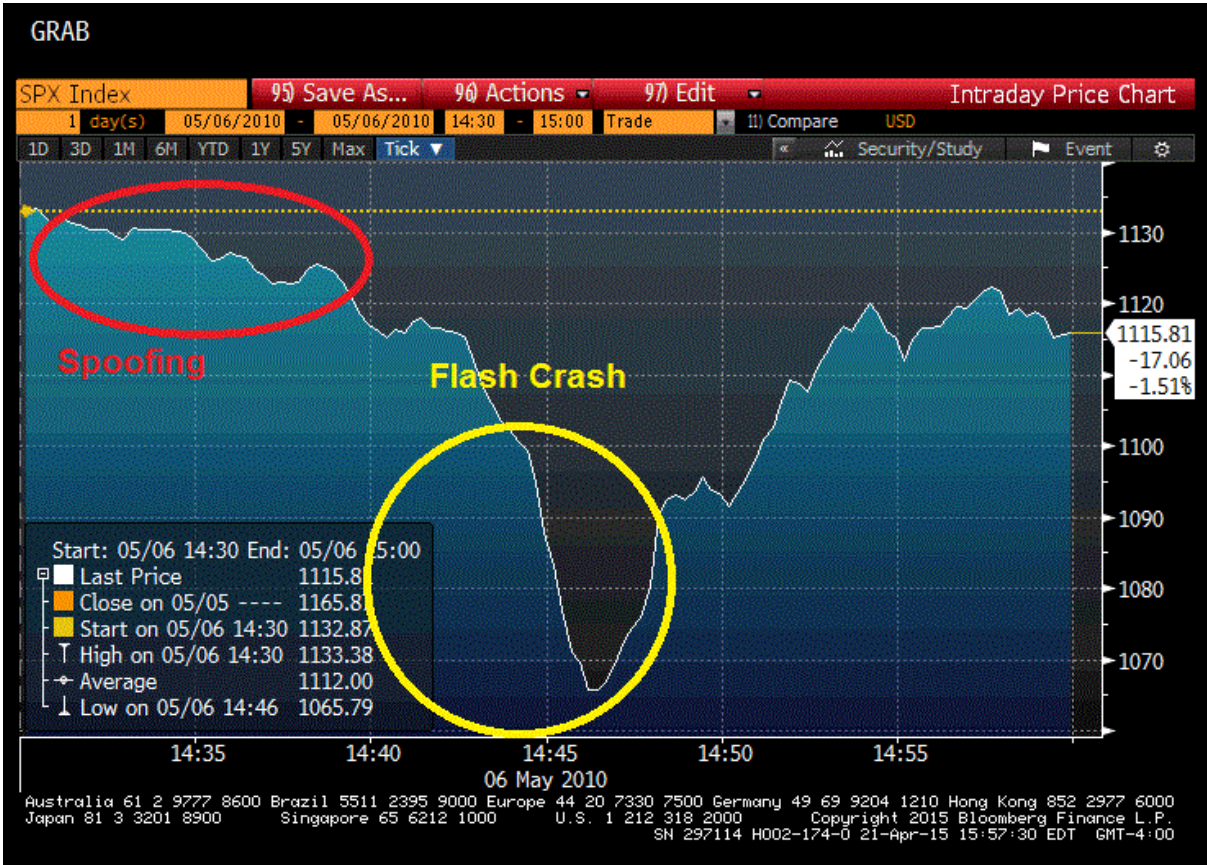 GRAB
SPX Index 95) Save As... 96) Actions 97) Edit Intraday Price Chart
1 day(s) 05/06/2010 - 05/06/2010 14:30 - 15:00 Trade 11) Compare USD
1D 3D 1M 6M YTD 1Y 5Y Max Tick ▼ « Security/Study Event
1130
1120
1115.81
-17.06
-1.51%
Spoofing
Flash Crash
1100
1090
1080
1070
Start: 05/06 14:30 End: 05/06 15:00
Last Price 1115.81
Close on 05/05 ---- 1165.87
Start on 05/06 14:30 1132.87
High on 05/06 14:30 1133.38
Average 1112.00
Low on 05/06 14:46 1065.79
14:35 14:40 14:45 14:50 14:55
06 May 2010
Australia 61 2 9777 8600 Brazil 5511 2395 9000 Europe 44 20 7330 7500 Germany 49 69 9204 1210 Hong Kong 852 2977 6000
Japan 81 3 3201 8900 Singapore 65 6212 1000 U.S. 1 212 318 2000 Copyright 2015 Bloomberg Finance L.P.
SN 297114 H002-174-0 21-Apr-15 15:57:30 EDT GMT-4:00